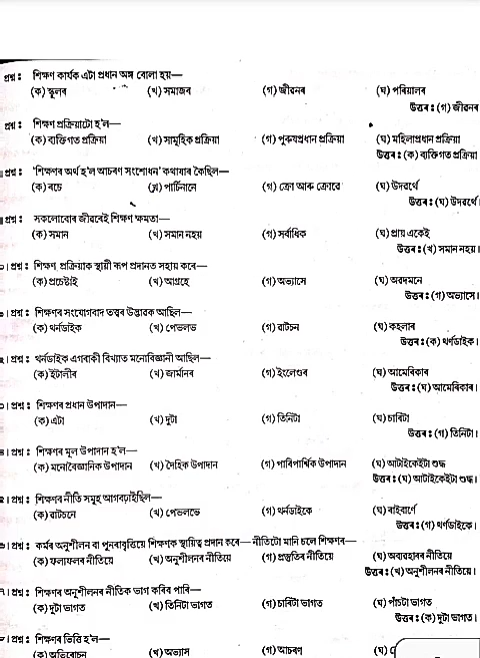 প্ৰশ্ন : শিক্ষণ কাৰ্যক এটা প্ৰধান অঙ্গ বোলা হয়—
(ক) স্কুলৰ (খ) সমাজৰ (গ) জীৱনৰ (ঘ) পৰিয়ালৰ
উত্তৰ : (গ) জীৱনৰ
প্ৰশ্ন : শিক্ষণ প্ৰক্ৰিয়াটো হ'ল—
(ক) ব্যক্তিগত প্ৰক্ৰিয়া (খ) সামূহিক প্ৰক্ৰিয়া (গ) পুৰুষপ্ৰধান প্ৰক্ৰিয়া (ঘ) মহিলাপ্ৰধান প্ৰক্ৰিয়া
উত্তৰ : (ক) ব্যক্তিগত প্ৰক্ৰিয়া
প্ৰশ্ন : 'শিক্ষণৰ অৰ্থ হ'ল আচৰণ সংশোধন' কথাষাৰ কৈছিল—
(ক) ৰচে পাৰ্টিনানে (গ) ক্ৰো আৰু ক্ৰোৱে (ঘ) উদৱৰ্থে
উত্তৰ : (ঘ) উদৱৰ্থে।
প্ৰশ্ন : সকলোবোৰ জীৱৰেই শিক্ষণ ক্ষমতা—
(ক) সমান (খ) সমান নহয় (গ) সৰ্বাধিক (ঘ) প্ৰায় একেই
উত্তৰ : (খ) সমান নহয়।
। প্ৰশ্ন : শিক্ষণ প্ৰক্ৰিয়াক স্থায়ী ৰূপ প্ৰদানত সহায় কৰে—
(ক) প্ৰচেষ্টাই (খ) আগ্ৰহে (গ) অভ্যাসে (ঘ) অৱদমনে
উত্তৰ : (গ) অভ্যাসে।
। প্ৰশ্ন : শিক্ষণৰ সংযোগবাদ তত্ত্বৰ উদ্ভাৱক আছিল—
(ক) থৰ্নডাইক (খ) পেভলভ (গ) ৱাটচন (ঘ) কহলাৰ
উত্তৰ : (ক) থৰ্ণডাইক।
। প্ৰশ্ন : থৰ্নডাইক এগৰাকী বিখ্যাত মনোবিজ্ঞানী আছিল—
(ক) ইটালীৰ (খ) জাৰ্মানৰ (গ) ইংলেণ্ডৰ (ঘ) আমেৰিকাৰ
উত্তৰ : (ঘ) আমেৰিকাৰ।
। প্ৰশ্ন : শিক্ষণৰ প্ৰধান উপাদান—
(ক) এটা (খ) দুটা (গ) তিনিটা (ঘ) চাৰিটা
উত্তৰ : (গ) তিনিটা।
। প্ৰশ্ন : শিক্ষণৰ মূল উপাদান হ'ল—
(ক) মনোবৈজ্ঞানিক উপাদান (খ) দৈহিক উপাদান (গ) পাৰিপাৰ্শ্বিক উপাদান (ঘ) আটাইকেইটা শুদ্ধ
উত্তৰ : (ঘ) আটাইকেইটা শুদ্ধ।
। প্ৰশ্ন : শিক্ষণৰ নীতি সমূহ আগবঢ়াইছিল—
(ক) ৱাটচনে (খ) পেভলভে (গ) থৰ্নডাইকে (ঘ) ৰাইবাৰ্ণে
উত্তৰ : (গ) থৰ্ণডাইকে।
। প্ৰশ্ন : কৰ্মৰ অনুশীলন বা পুনৰাবৃত্তিয়ে শিক্ষণক স্থায়িত্ব প্ৰদান কৰে— নীতিটো মানি চলে শিক্ষণৰ—
(ক) ফলাফলৰ নীতিয়ে (খ) অনুশীলনৰ নীতিয়ে (গ) প্ৰস্তুতিৰ নীতিয়ে (ঘ) অব্যৱহাৰৰ নীতিয়ে
উত্তৰ : (খ) অনুশীলনৰ নীতিয়ে।
। প্ৰশ্ন : শিক্ষণৰ অনুশীলনৰ নীতিক ভাগ কৰিব পাৰি—
(ক) দুটা ভাগত (খ) তিনিটা ভাগত (গ) চাৰিটা ভাগত (ঘ) পাঁচটা ভাগত
উত্তৰ : (ক) দুটা ভাগত।
। প্ৰশ্ন : শিক্ষণৰ ভিত্তি হ'ল—
(ক) অভিৰোচন (খ) অভ্যাস (গ) আচৰণ (ঘ)